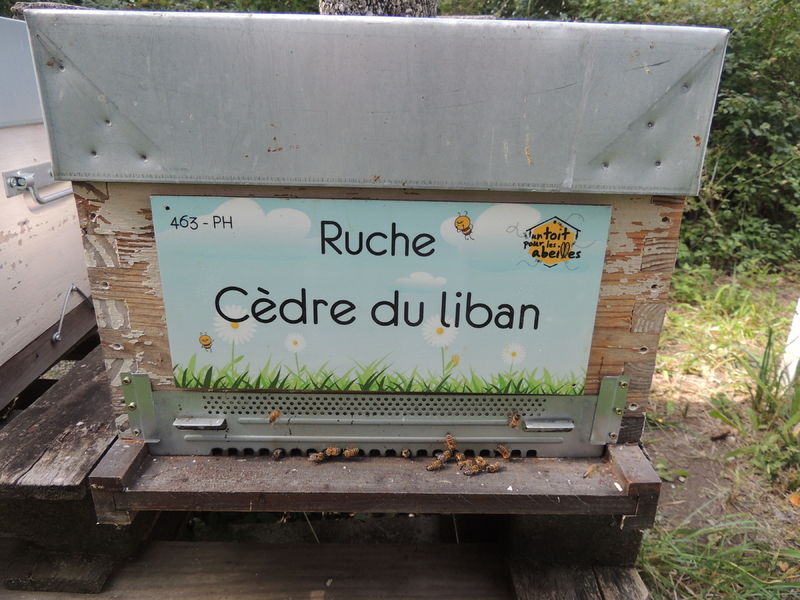 463 - PH
Ruche
un toit
pour les
abeilles
Cèdre du liban